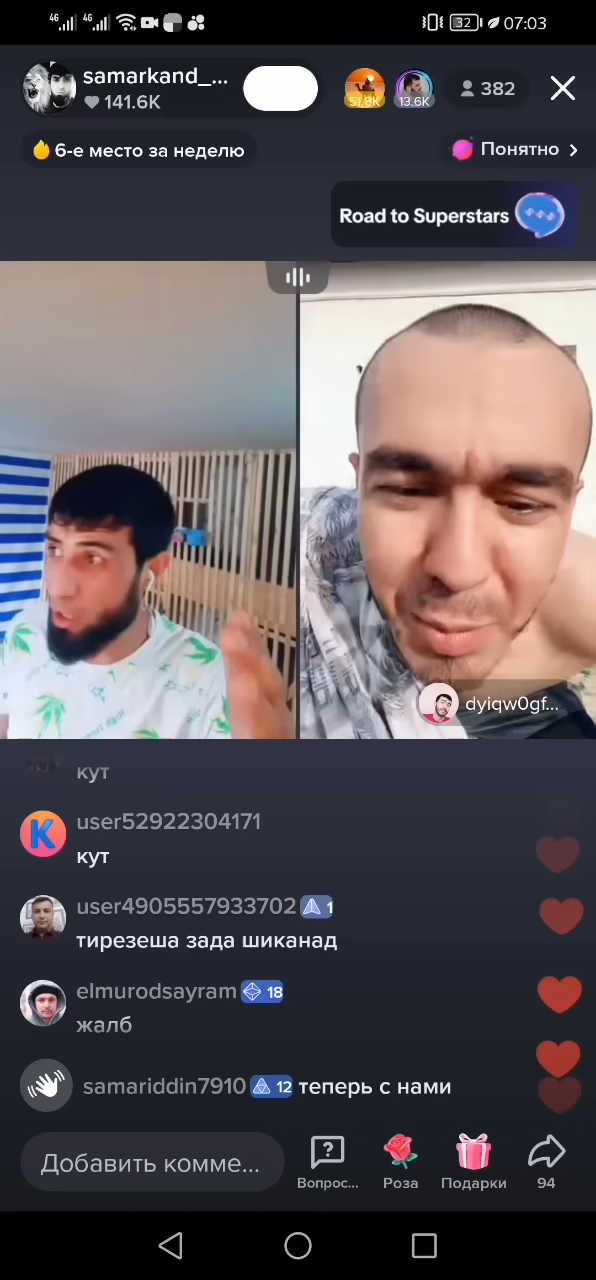 4G 4G 32 07:03
samarkand_...
141.6K
51.8K 13.6K 382
6-е место за неделю
Понятно
Road to Superstars
dyiqw0gf...
кут
user52922304171
кут
user4905557933702 1
тирезеша зада шиканад
elmurodsayram 18
жалб
samariddin7910 12 теперь с нами
Добавить комме...
Вопрос... Роза Подарки 94